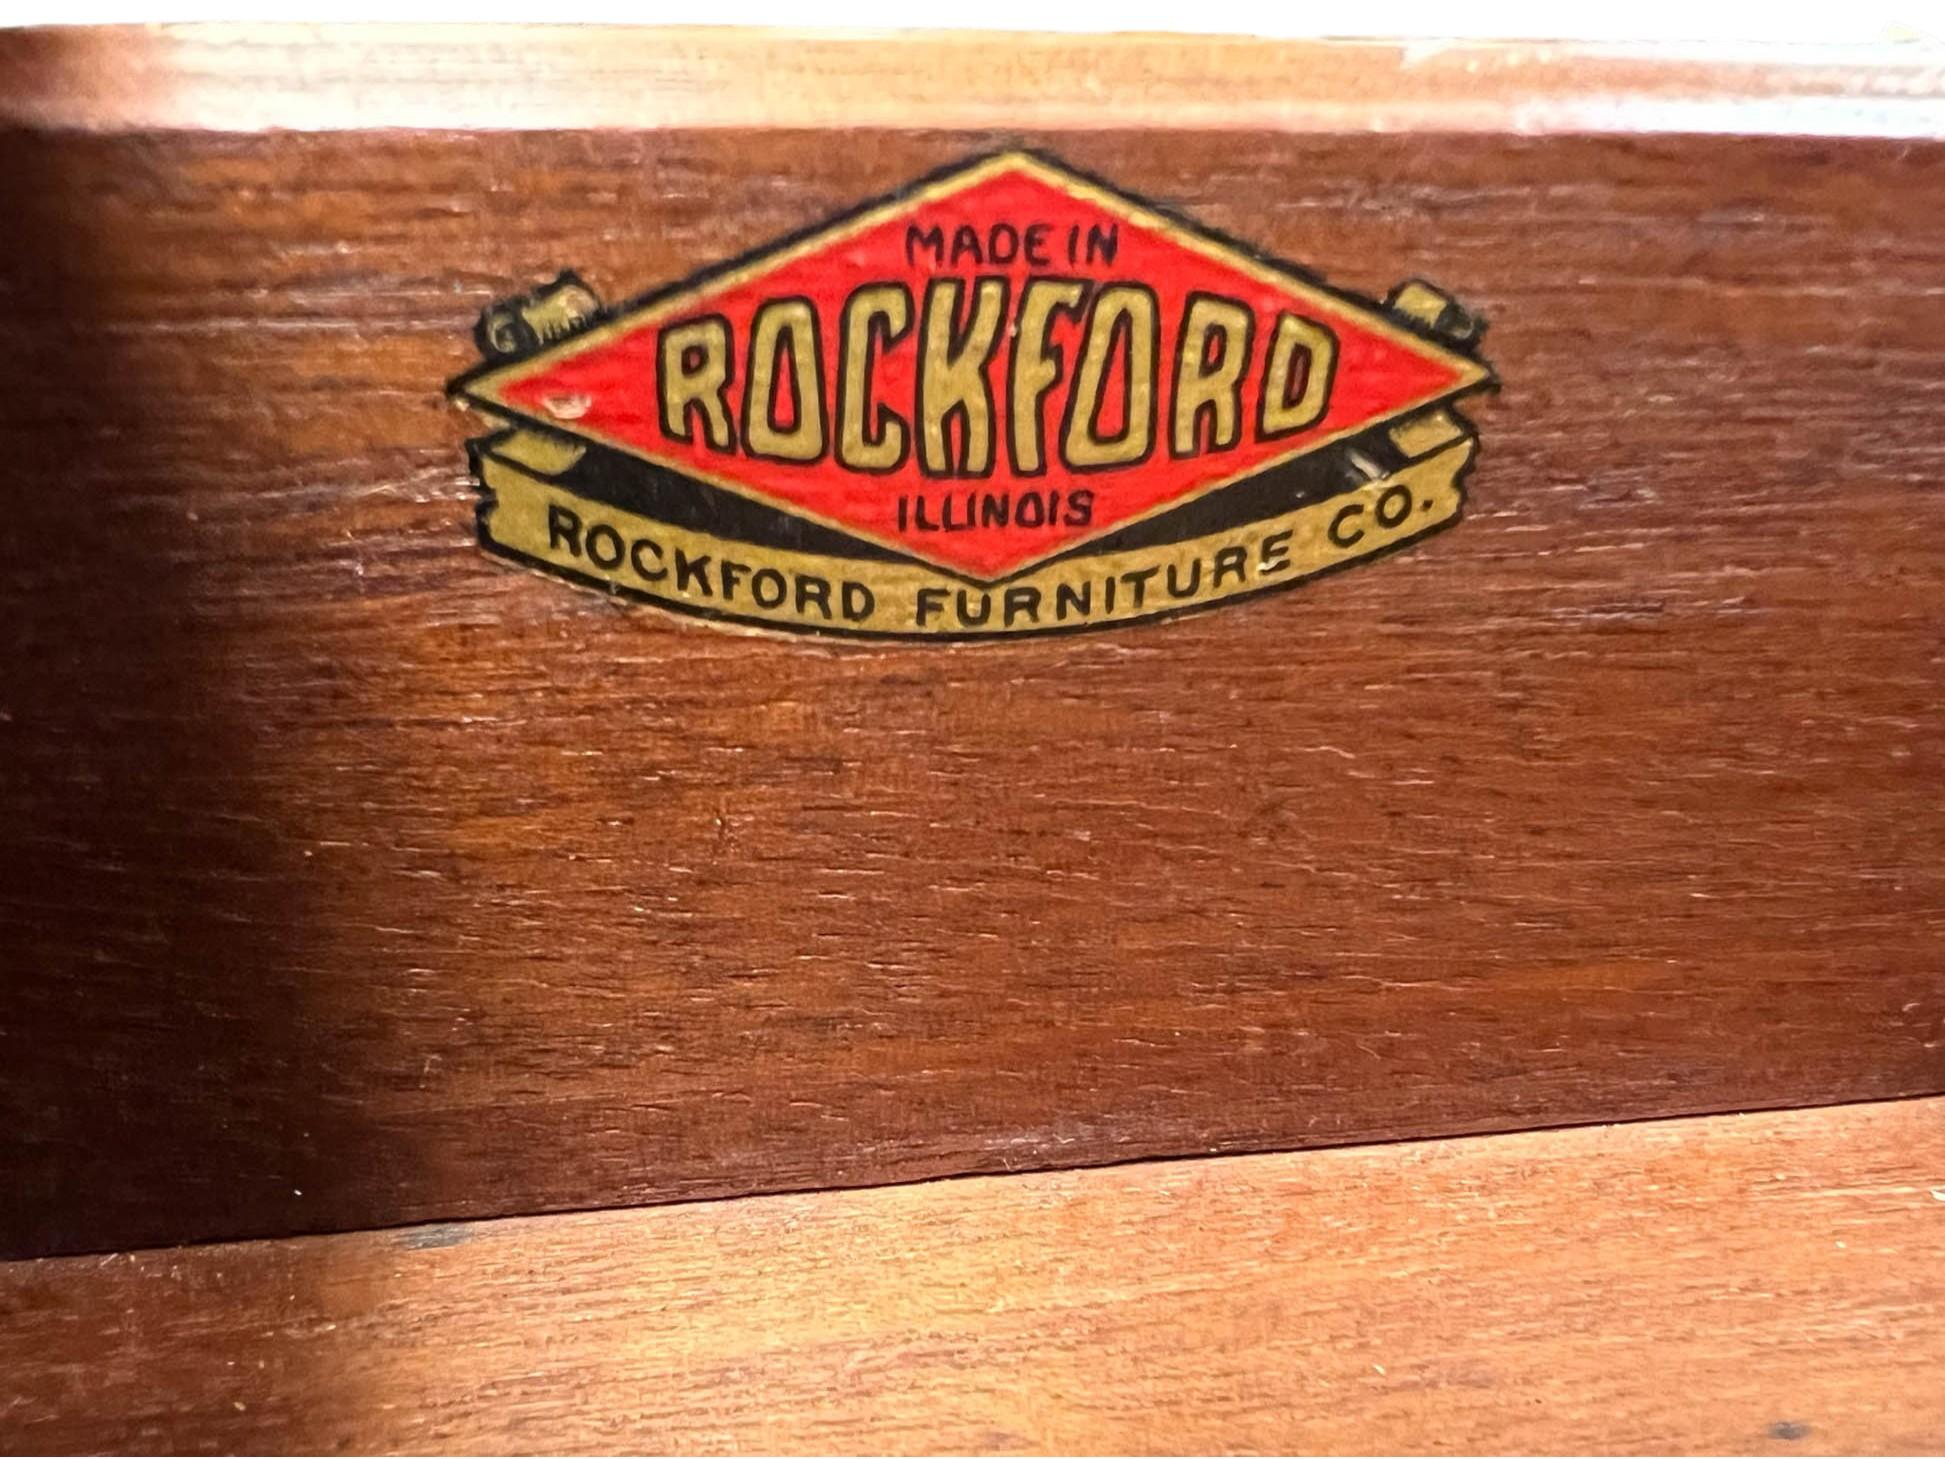 MADE IN
ROCKFORD
ILLINOIS
ROCKFORD FURNITURE CO.